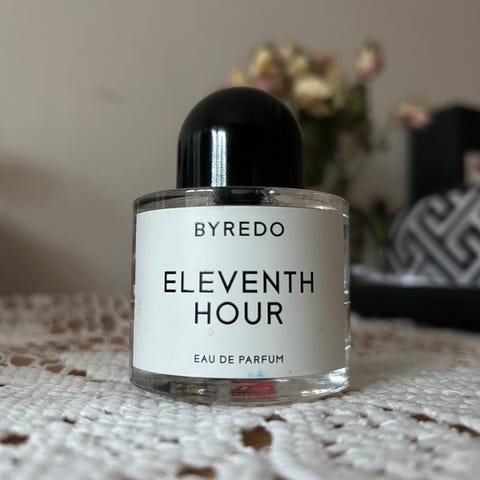 BYREDO
ELEVENTH
HOUR
EAU DE PARFUM